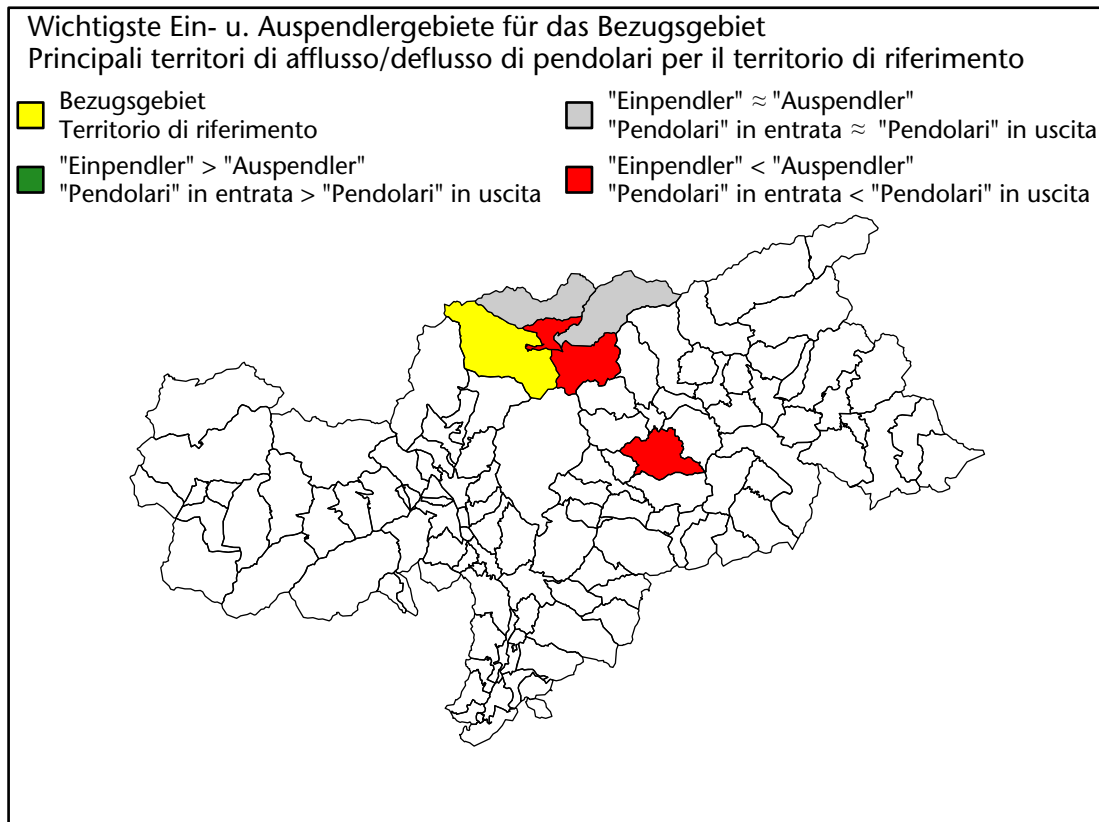 Wichtigste Ein- u. Auspendlergebiete für das Bezugsgebiet
Principali territori di afflusso/deflusso di pendolari per il territorio di riferimento
Bezugsgebiet
Territorio di riferimento
"Einpendler" > "Auspendler"
"Pendolari" in entrata > "Pendolari" in uscita
"Einpendler" ≈ "Auspendler"
"Pendolari" in entrata ≈ "Pendolari" in uscita
"Einpendler" < "Auspendler"
"Pendolari" in entrata < "Pendolari" in uscita